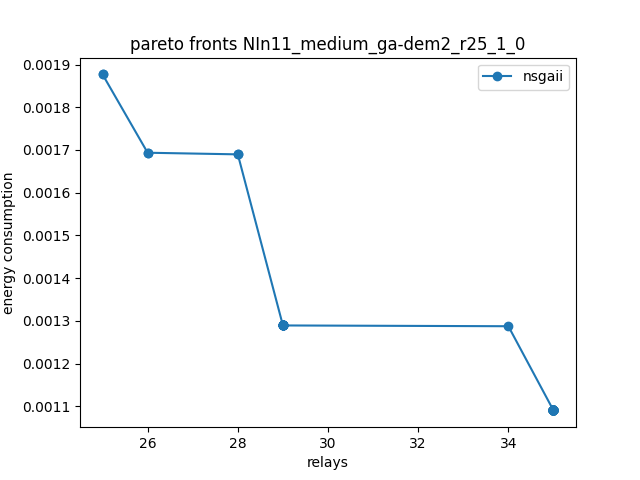 pareto fronts NIn11_medium_ga-dem2_r25_1_0
nsgaii
0.0019
0.0018
0.0017
0.0016
0.0015
0.0014
0.0013
0.0012
0.0011
energy consumption
26 28 30 32 34
relays